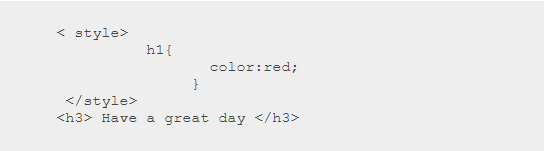 < style>
h1{
color:red;
}
</style>
<h3> Have a great day </h3>